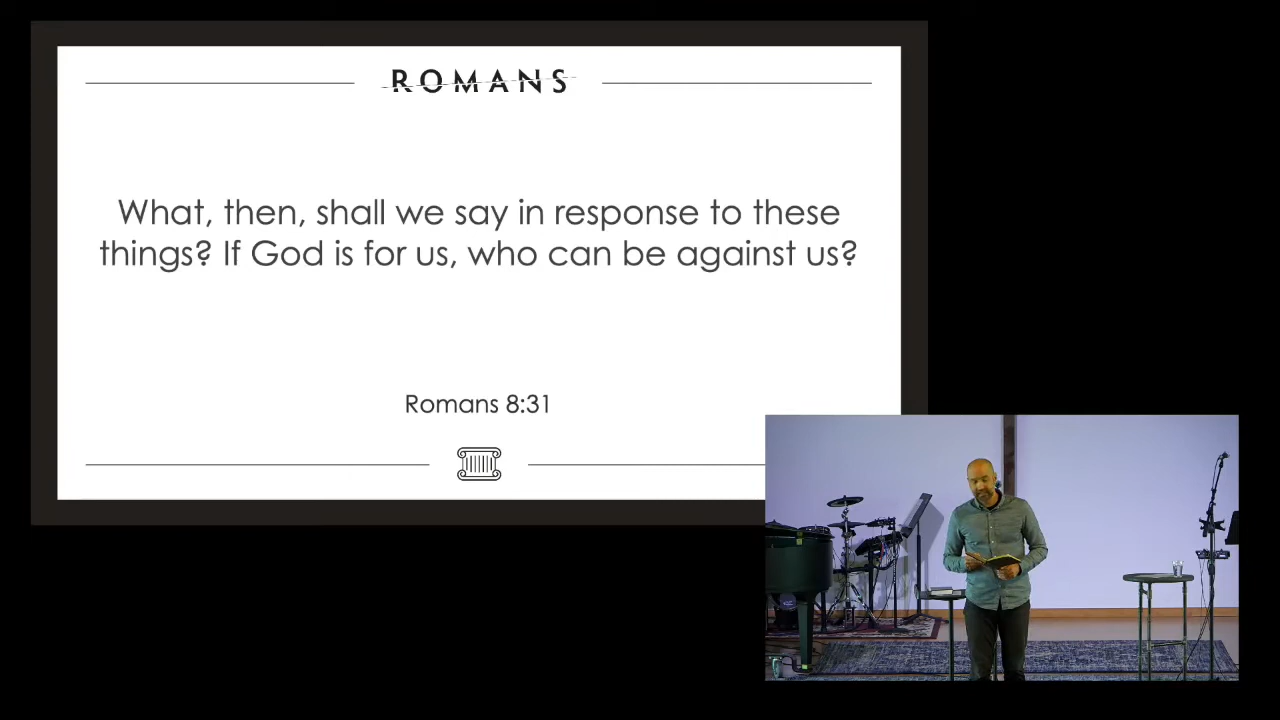 ROMANS
What, then, shall we say in response to these
things? If God is for us, who can be against us?
Romans 8:31